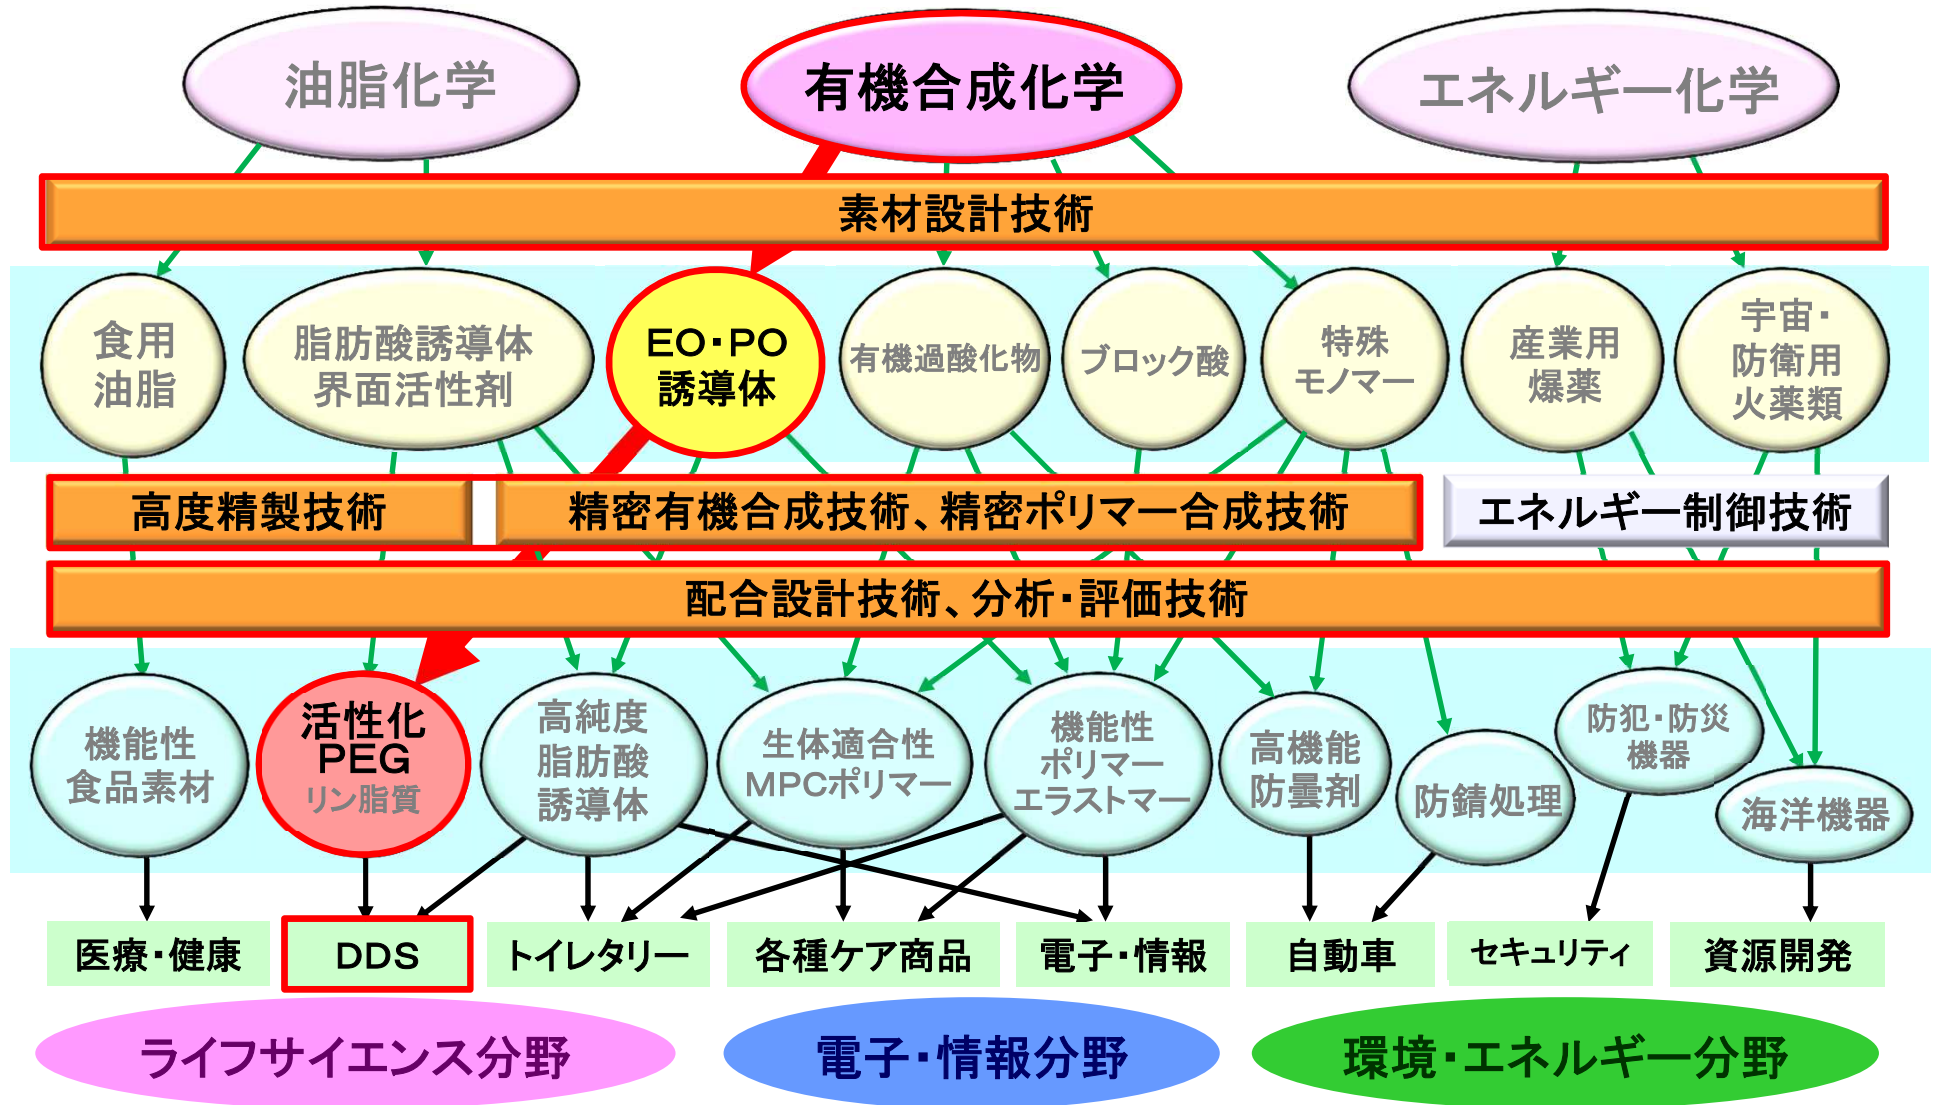 油脂化学
有機合成化学
エネルギー化学
素材設計技術
食用
油脂
脂肪酸誘導体
界面活性剤
EO・PO
誘導体
有機過酸化物
ブロック酸
特殊
モノマー
産業用
爆薬
宇宙・
防衛用
火薬類
高度精製技術
精密有機合成技術、精密ポリマー合成技術
エネルギー制御技術
配合設計技術、分析・評価技術
機能性
食品素材
活性化
PEG
リン脂質
高純度
脂肪酸
誘導体
生体適合性
MPCポリマー
機能性
ポリマー
エラストマー
高機能
防曇剤
防錆処理
防犯・防災
機器
海洋機器
医療・健康
DDS
トイレタリー
各種ケア商品
電子・情報
自動車
セキュリティ
資源開発
ライフサイエンス分野
電子・情報分野
環境・エネルギー分野